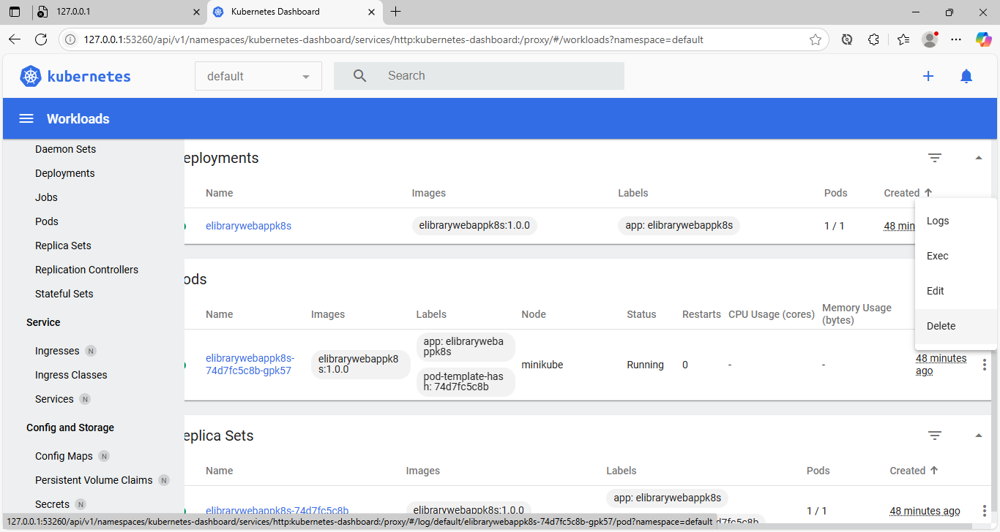 127.0.0.1
Kubernetes Dashboard
127.0.0.1:53260/api/v1/namespaces/kubernetes-dashboard/services/http:kubernetes-dashboard:/proxy/#/workloads?namespace=default
kubernetes
default
Search
Workloads
Daemon Sets
Deployments
Jobs
Pods
Replica Sets
Replication Controllers
Stateful Sets
Service
Ingresses N
Ingress Classes
Services N
Config and Storage
Config Maps N
Persistent Volume Claims N
Secrets N
eployments
Name Images Labels Pods Created
elibrarywebappk8s elibrarywebappk8s:1.0.0 app: elibrarywebappk8s 1 / 1 48 min
Logs
Exec
Edit
Delete
ods
Name Images Labels Node Status Restarts CPU Usage (cores) Memory Usage
(bytes)
elibrarywebappk8s-
74d7fc5c8b-gpk57
elibrarywebappk8
s:1.0.0
app: elibraryweba
ppk8s
pod-template-has
h: 74d7fc5c8b
minikube
Running
0
-
-
48 minutes
ago
eplica Sets
Name Images Labels Pods Created
elibrarywebappk8s-74d7fc5c8b elibrarywebappk8s:1.0.0 app: elibrarywebappk8s 1 / 1 48 minutes ago
d7fc5c8b
127.0.0.1:53260/api/v1/namespaces/kubernetes-dashboard/services/http:kubernetes-dashboard:/proxy/#/log/default/elibrarywebappk8s-74d7fc5c8b-gpk57/pod?namespace=default